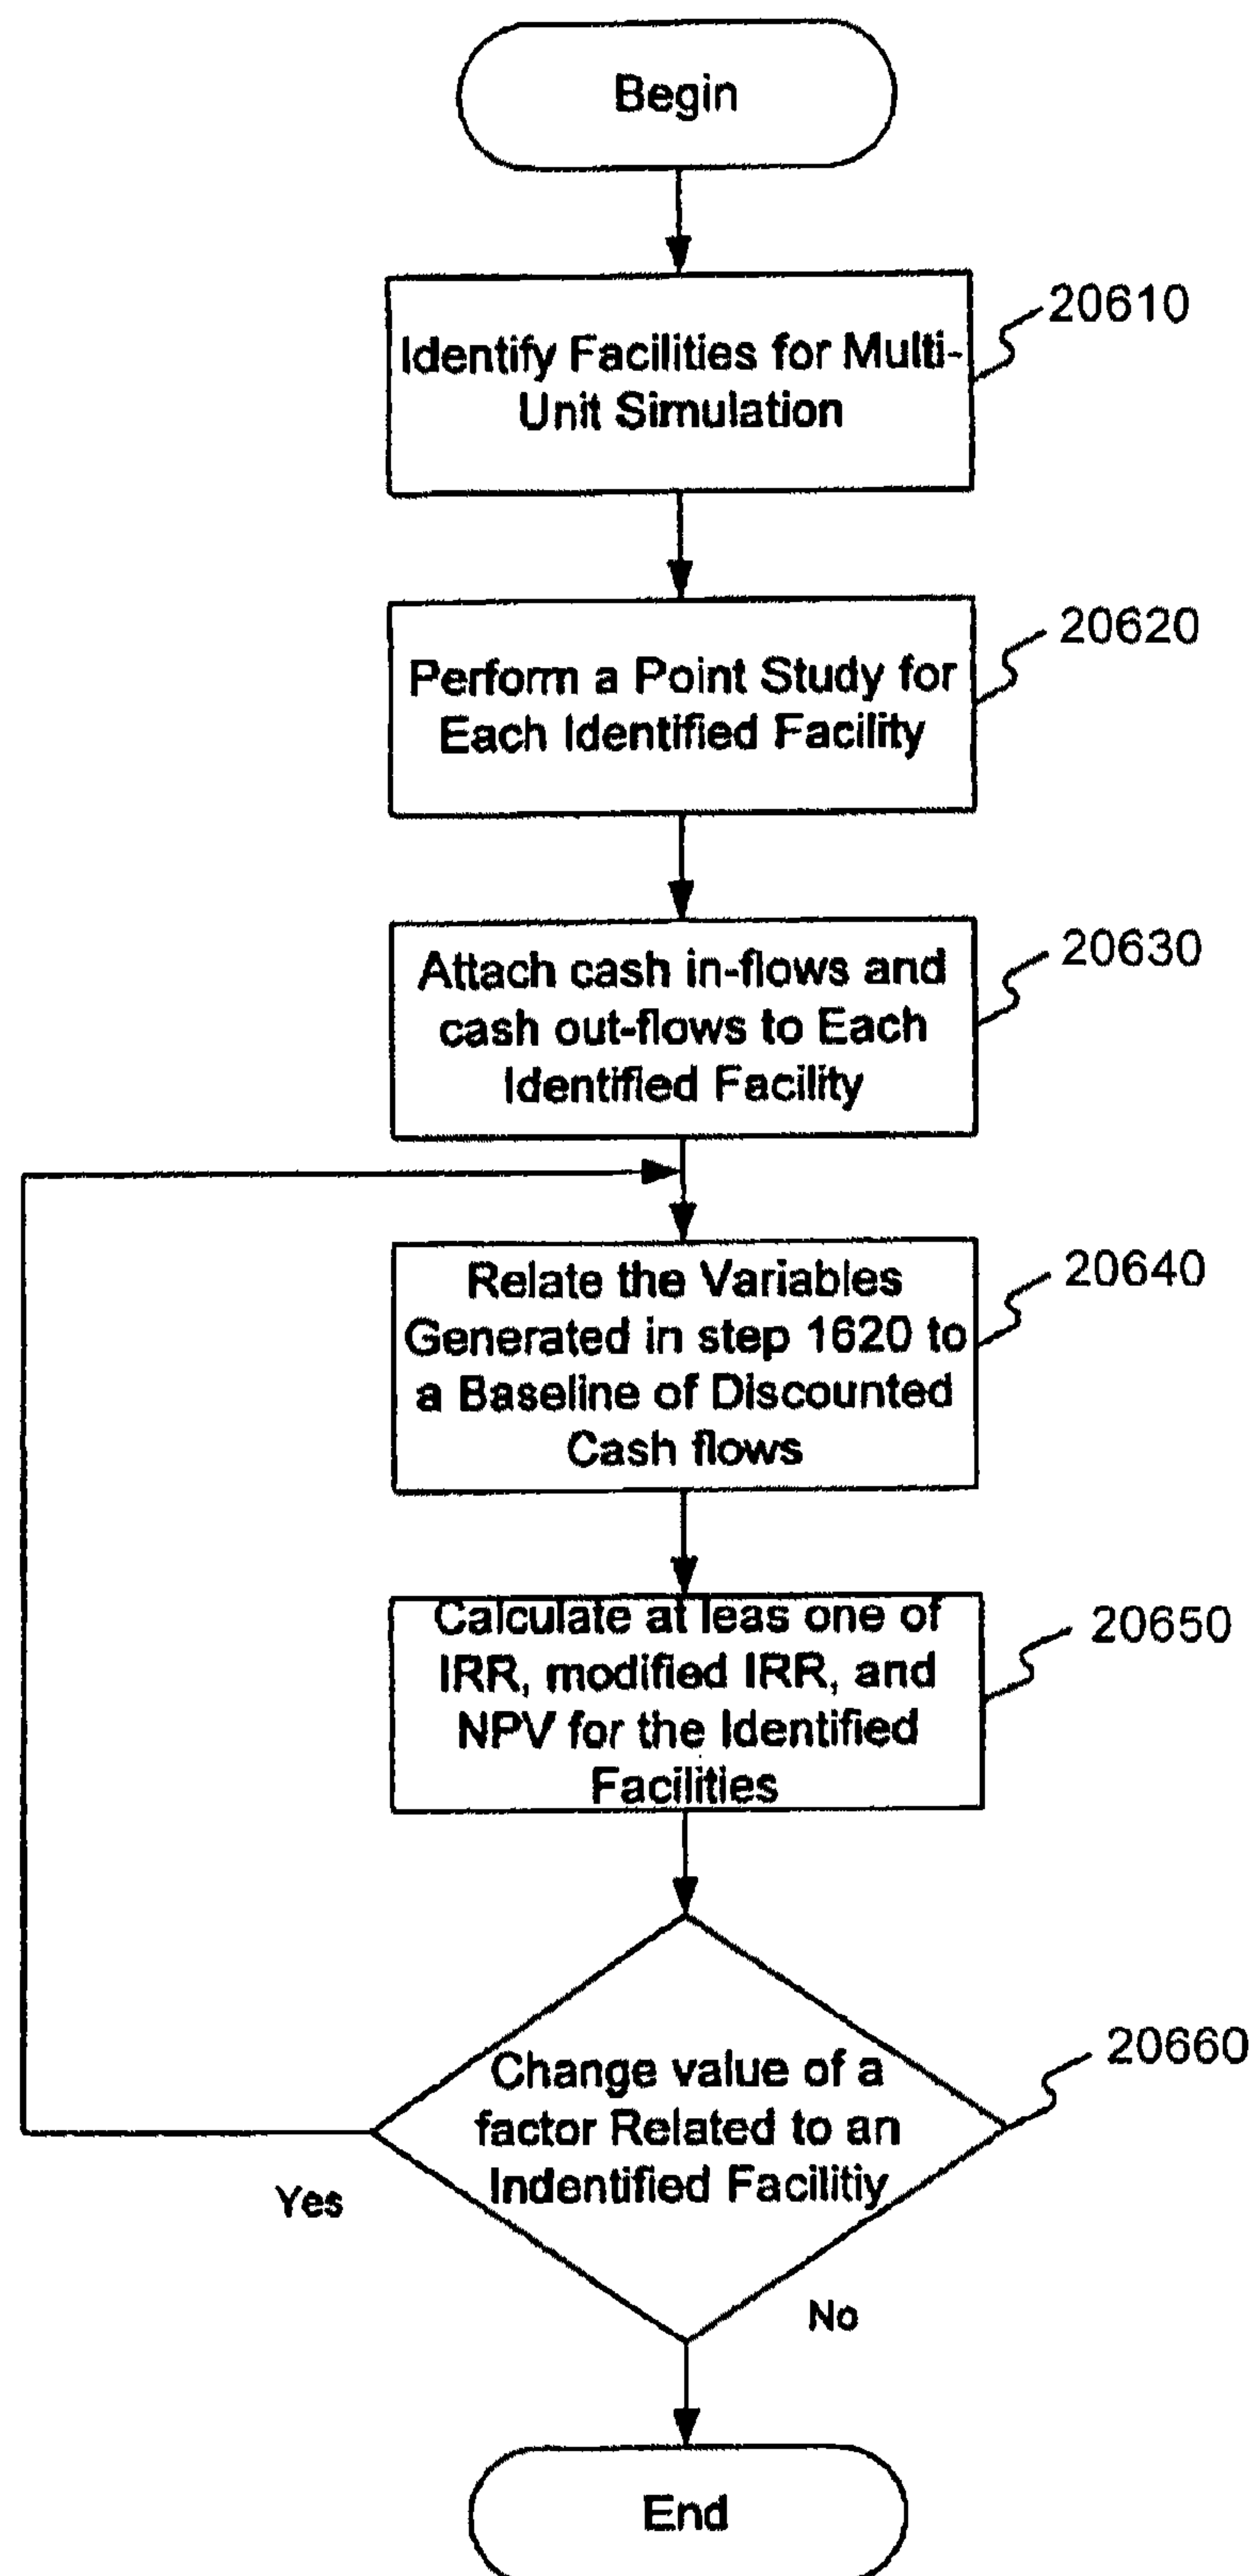 Begin
20610
Identify Facilities for Multi-
Unit Simulation
20620
Perform a Point Study for
Each Identified Facility
20630
Attach cash in-flows and
cash out-flows to Each
Identified Facility
20640
Relate the Variables
Generated in step 1620 to
a Baseline of Discounted
Cash flows
20650
Calculate at leas one of
IRR, modified IRR, and
NPV for the Identified
Facilities
20660
Change value of a
factor Related to an
Indentified Facilitiy
Yes
No
End